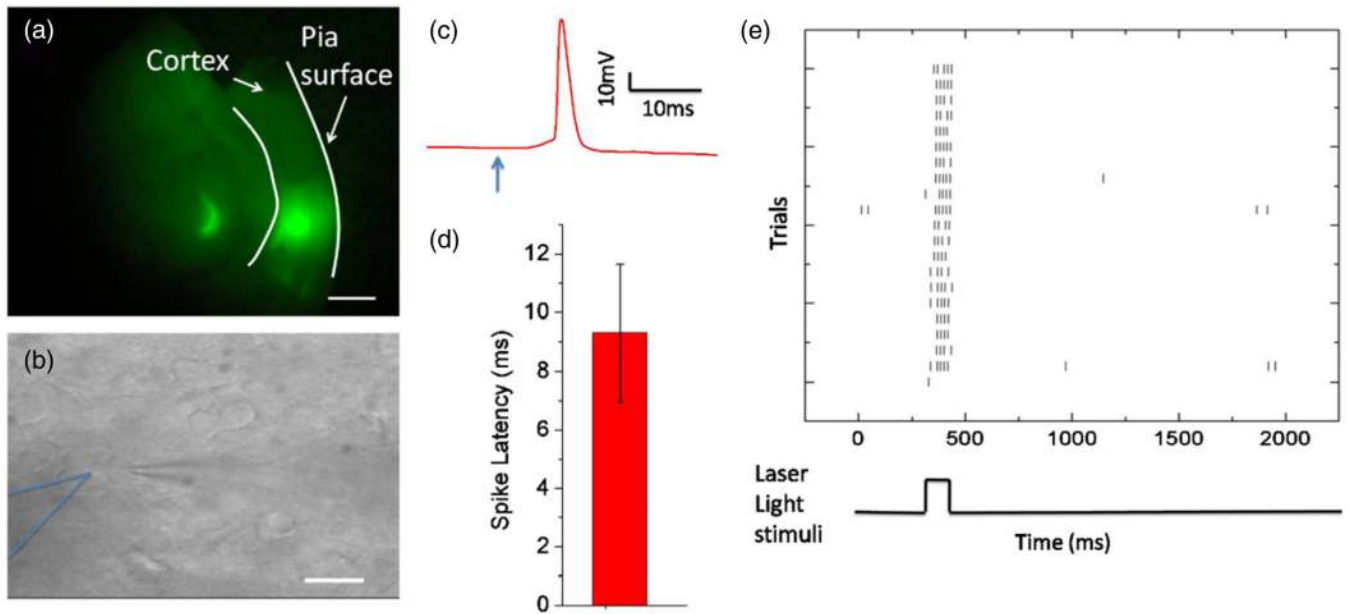 (a)
Cortex
Pia
surface
(b)
(c)
10mV
10ms
(d)
Spike Latency (ms)
12
10
8
6
4
2
0
(e)
Trials
0 500 1000 1500 2000
Laser
Light
stimuli
Time (ms)